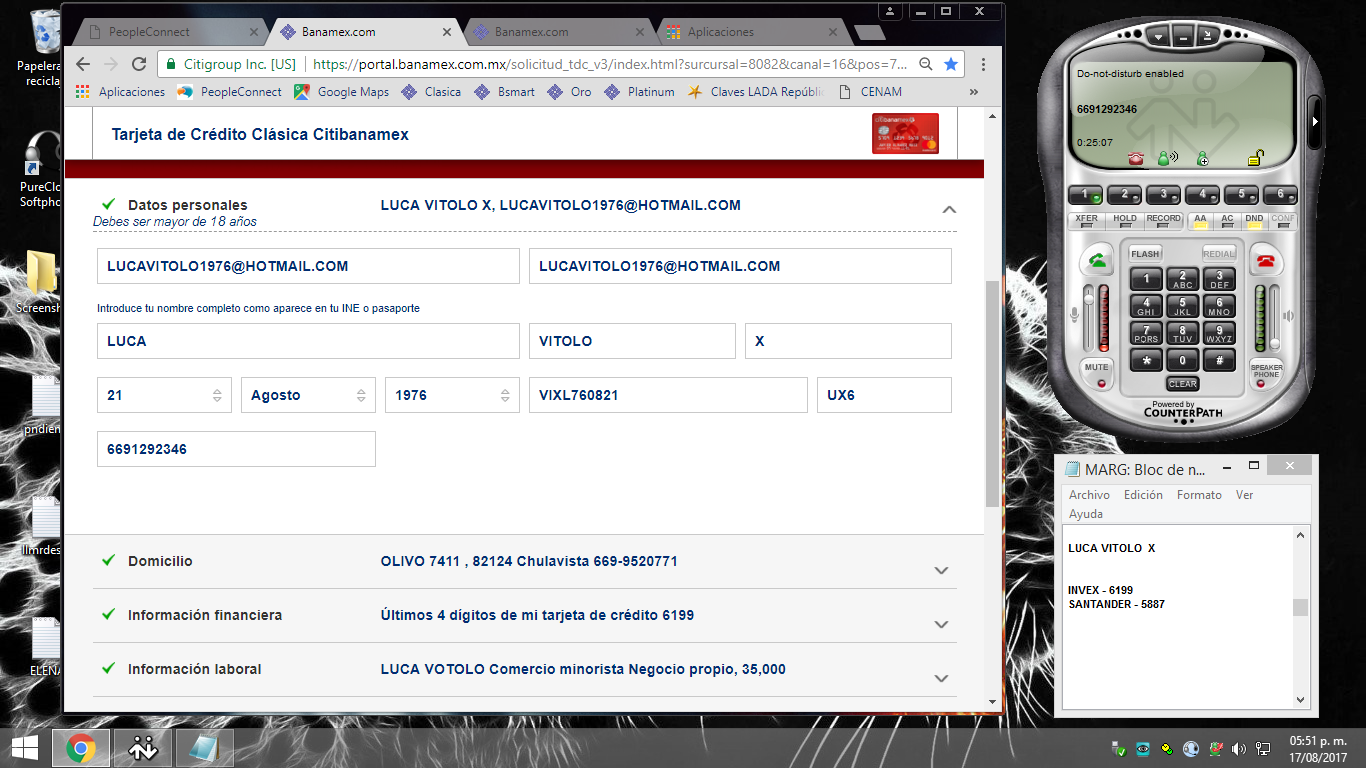 Papelera
recicla
PureClo
Softpho
Screensh
pndien
llmrdes
ELENA
PeopleConnect
Banamex.com
Banamex.com
Aplicaciones
Citigroup Inc. [US]
https://portal.banamex.com.mx/solicitud_tdc_v3/index.html?surcursal=8082&canal=16&pos=7...
Aplicaciones
PeopleConnect
Google Maps
Clasica
Bsmart
Oro
Platinum
Claves LADA Repúblic
CENAM
»
Tarjeta de Crédito Clásica Citibanamex
Datos personales
LUCA VITOLO X, LUCAVITOLO1976@HOTMAIL.COM
Debes ser mayor de 18 años
LUCAVITOLO1976@HOTMAIL.COM
LUCAVITOLO1976@HOTMAIL.COM
Introduce tu nombre completo como aparece en tu INE o pasaporte
LUCA
VITOLO
X
21
Agosto
1976
VIXL760821
UX6
6691292346
Domicilio
OLIVO 7411 , 82124 Chulavista 669-9520771
Información financiera
Últimos 4 dígitos de mi tarjeta de crédito 6199
Información laboral
LUCA VOTOLO Comercio minorista Negocio propio, 35,000
Do-not-disturb enabled
6691292346
0:25:07
1 2 3 4 5 6
XFER HOLD RECORD AA AC DND CONF
FLASH
REDIAL
1 2 ABC 3 DEF
4 GHI 5 JKL 6 MNO
7 PQRS 8 TUV 9 WXYZ
* 0 #
MUTE
SPEAKER PHONE
CLEAR
Powered by
COUNTERPATH
MARG: Bloc de n...
Archivo Edición Formato Ver
Ayuda
LUCA VITOLO X
INVEX - 6199
SANTANDER - 5887
05:51 p. m.
17/08/2017